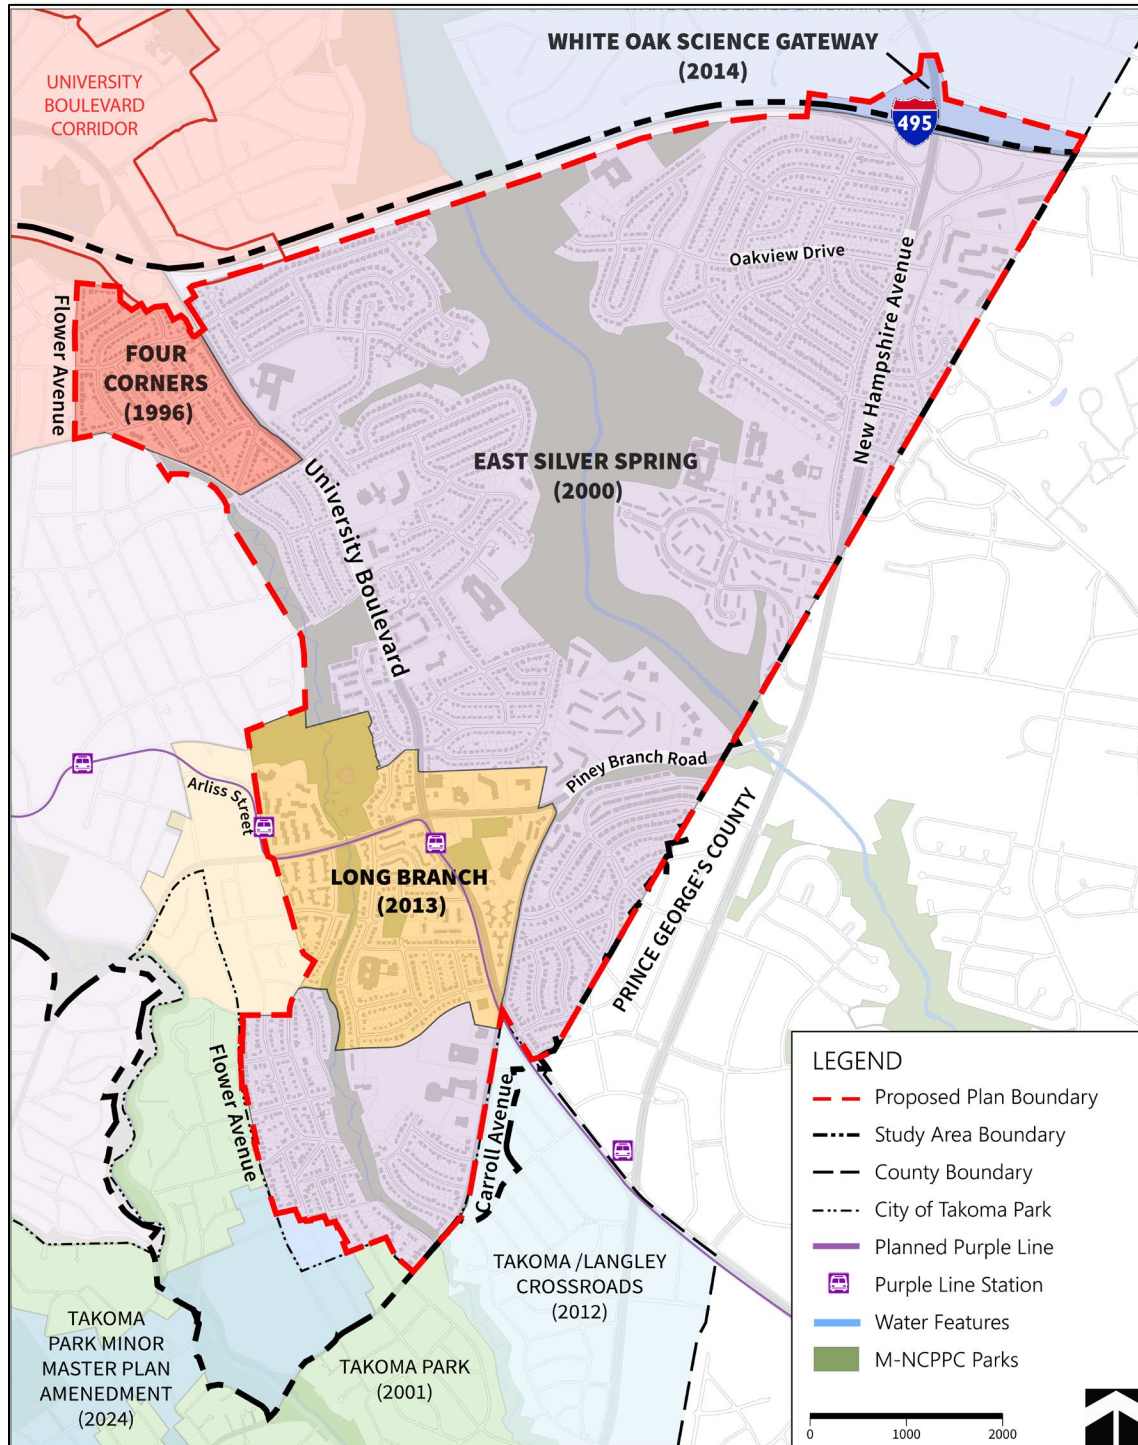 WHITE OAK SCIENCE GATEWAY
(2014)
UNIVERSITY
BOULEVARD
CORRIDOR
495
Oakview Drive
New Hampshire Avenue
Flower Avenue
FOUR
CORNERS
(1996)
University Boulevard
EAST SILVER SPRING
(2000)
Piney Branch Road
Arliss Street
LONG BRANCH
(2013)
PRINCE GEORGE'S COUNTY
Flower Avenue
Carroll Avenue
TAKOMA /LANGLEY
CROSSROADS
(2012)
TAKOMA
PARK MINOR
MASTER PLAN
AMENEDMENT
(2024)
TAKOMA PARK
(2001)
LEGEND
Proposed Plan Boundary
Study Area Boundary
County Boundary
City of Takoma Park
Planned Purple Line
Purple Line Station
Water Features
M-NCPPC Parks
0 1000 2000